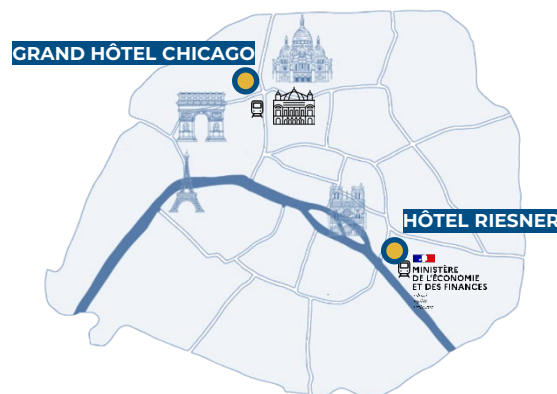 GRAND HÔTEL CHICAGO
HÔTEL RIESNER
MINISTÈRE
DE L'ÉCONOMIE
ET DES FINANCES